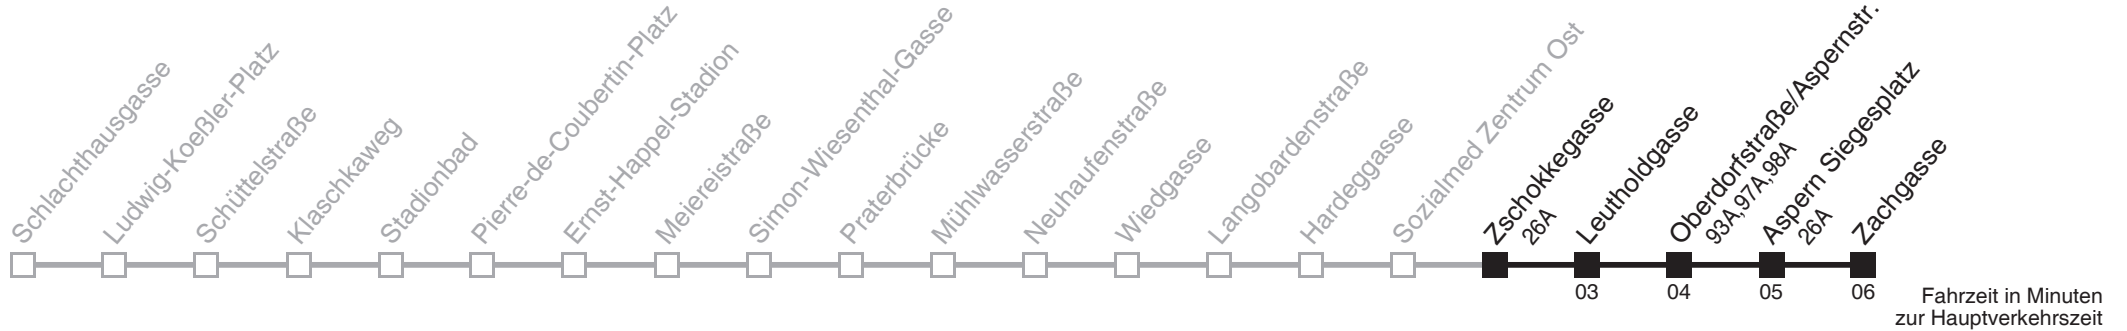 Schlachthausgasse
Ludwig-Koeßler-Platz
Schüttelstraße
Klaschkaweg
Stadionbad
Pierre-de-Coubertin-Platz
Ernst-Happel-Stadion
Meiereistraße
Simon-Wiesenthal-Gasse
Praterbrücke
Mühlwasserstraße
Neuhaufenstraße
Wiedgasse
Langobardenstraße
Hardeggasse
Sozialmed Zentrum Ost
Zschokkegasse
26A
Leutholdgasse
Oberdorfstraße/Aspernstr.
93A,97A,98A
Aspern Siegesplatz
26A
Zachgasse
03
04
05
06
Fahrzeit in Minuten
zur Hauptverkehrszeit